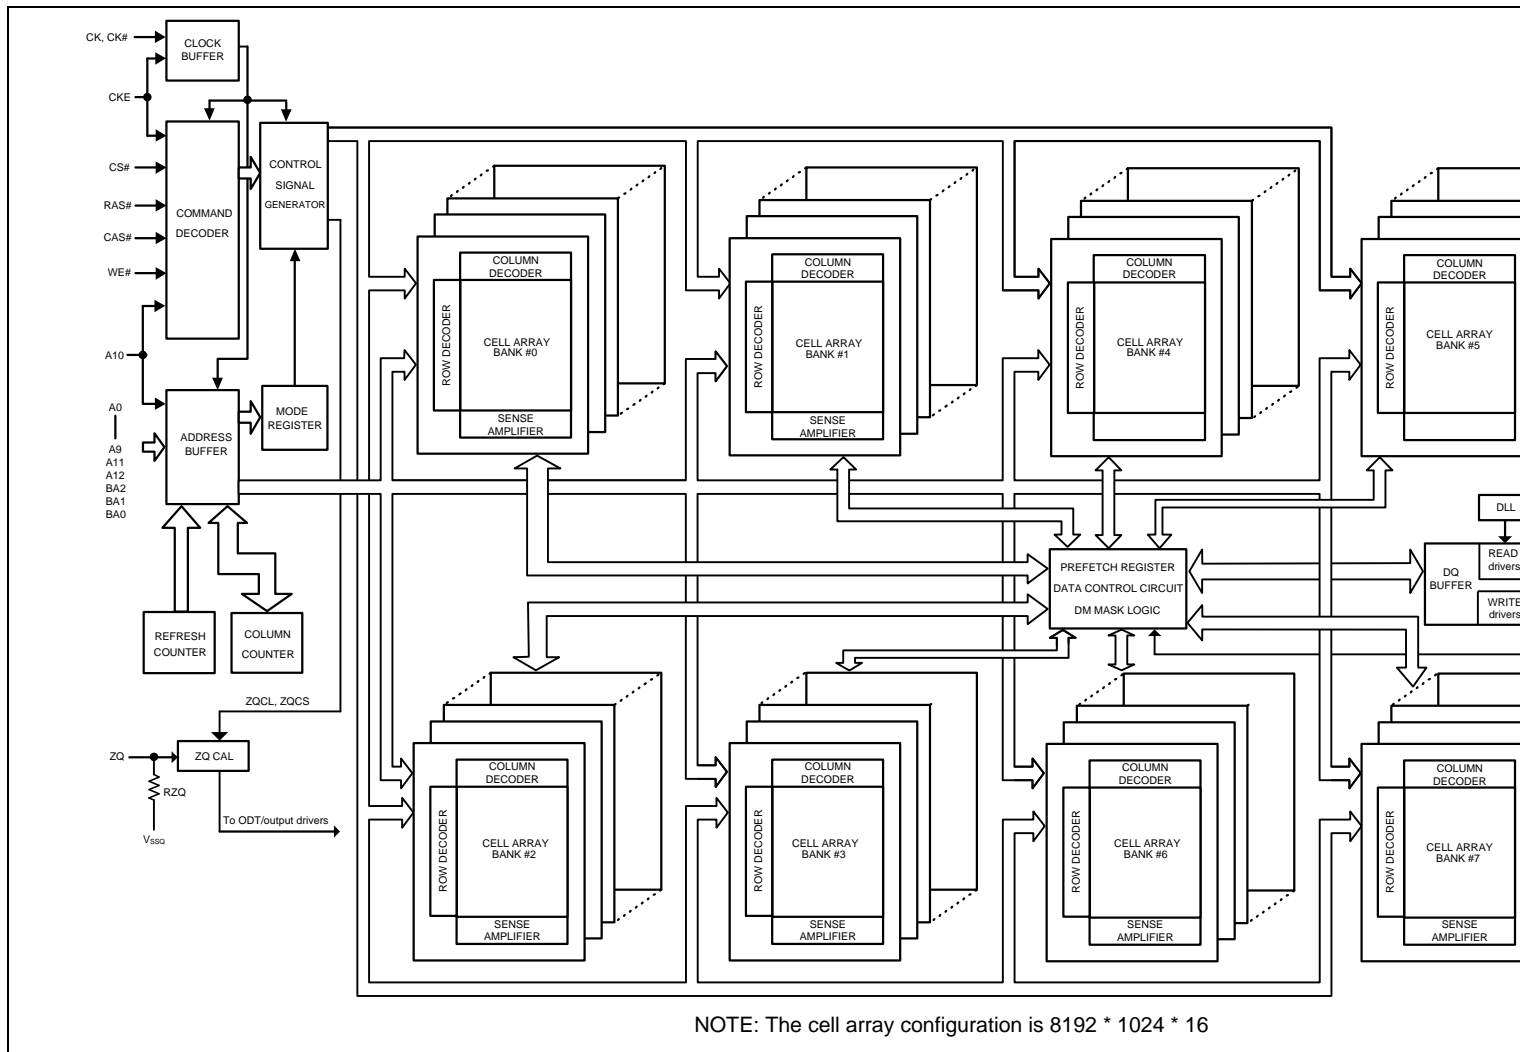 CK, CK#
CLOCK
BUFFER
CKE
CS#
RAS#
CAS#
WE#
A10
COMMAND
DECODER
CONTROL
SIGNAL
GENERATOR
A0
A9
A11
A12
BA2
BA1
BA0
ADDRESS
BUFFER
MODE
REGISTER
REFRESH
COUNTER
COLUMN
COUNTER
ZQCL, ZQCS
ZQ
ZQ CAL
RZQ
VSSQ
To ODT/output drivers
COLUMN
DECODER
ROW DECODER
CELL ARRAY
BANK #0
SENSE
AMPLIFIER
COLUMN
DECODER
ROW DECODER
CELL ARRAY
BANK #1
SENSE
AMPLIFIER
COLUMN
DECODER
ROW DECODER
CELL ARRAY
BANK #4
COLUMN
DECODER
ROW DECODER
CELL ARRAY
BANK #5
PREFETCH REGISTER
DATA CONTROL CIRCUIT
DM MASK LOGIC
DLL
DQ
BUFFER
READ
drivers
WRITE
drivers
COLUMN
DECODER
ROW DECODER
CELL ARRAY
BANK #2
SENSE
AMPLIFIER
COLUMN
DECODER
ROW DECODER
CELL ARRAY
BANK #3
SENSE
AMPLIFIER
COLUMN
DECODER
ROW DECODER
CELL ARRAY
BANK #6
SENSE
AMPLIFIER
COLUMN
DECODER
ROW DECODER
CELL ARRAY
BANK #7
SENSE
AMPLIFIER
NOTE: The cell array configuration is 8192 * 1024 * 16